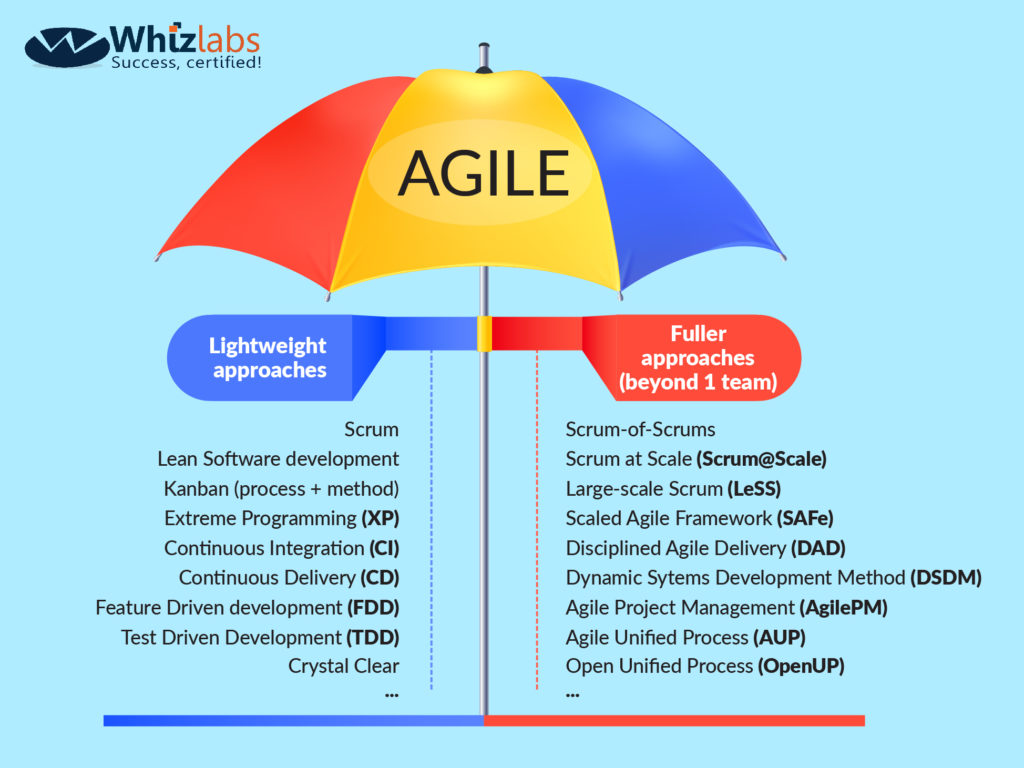 Whizlabs
Success, certified!
AGILE
Lightweight
approaches
Scrum
Lean Software development
Kanban (process + method)
Extreme Programming (XP)
Continuous Integration (CI)
Continuous Delivery (CD)
Feature Driven development (FDD)
Test Driven Development (TDD)
Crystal Clear
...
Fuller
approaches
(beyond 1 team)
Scrum-of-Scrums
Scrum at Scale (Scrum@Scale)
Large-scale Scrum (LeSS)
Scaled Agile Framework (SAFe)
Disciplined Agile Delivery (DAD)
Dynamic Sytems Development Method (DSDM)
Agile Project Management (AgilePM)
Agile Unified Process (AUP)
Open Unified Process (OpenUP)
...